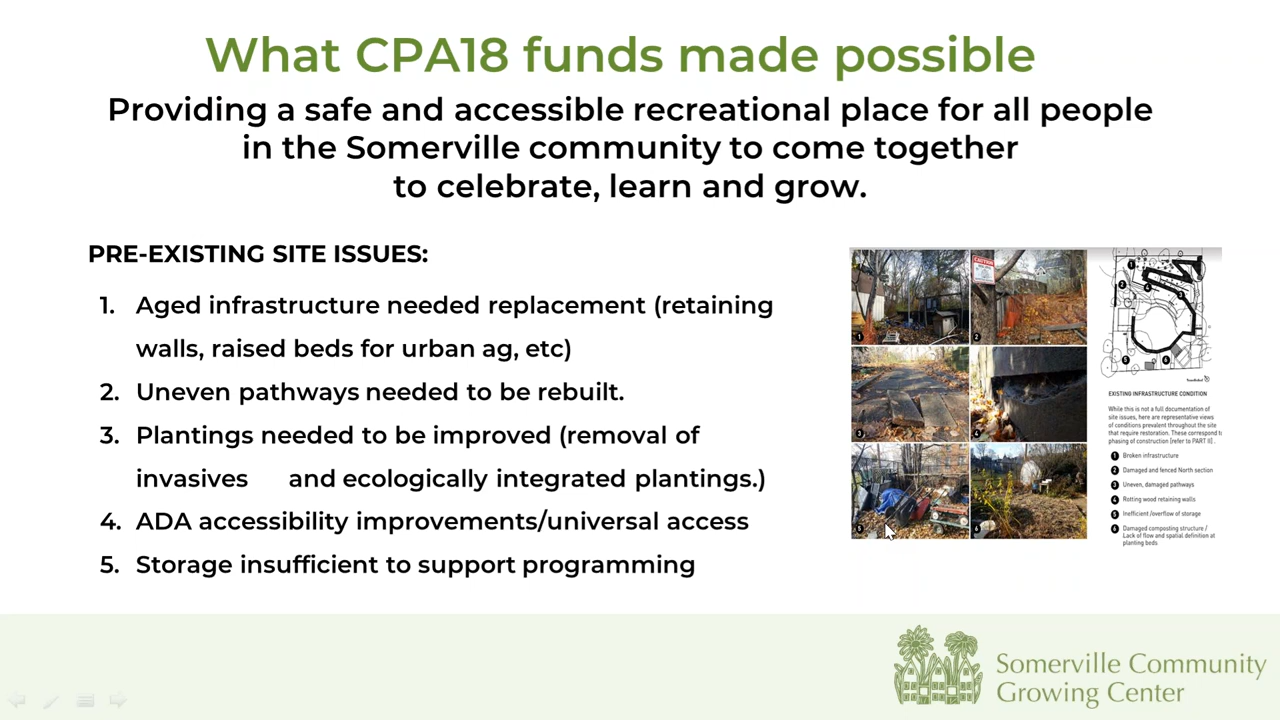 What CPA18 funds made possible
Providing a safe and accessible recreational place for all people
in the Somerville community to come together
to celebrate, learn and grow.
PRE-EXISTING SITE ISSUES:
1. Aged infrastructure needed replacement (retaining
walls, raised beds for urban ag, etc)
2. Uneven pathways needed to be rebuilt.
3. Plantings needed to be improved (removal of
invasives and ecologically integrated plantings.)
4. ADA accessibility improvements/universal access
5. Storage insufficient to support programming
CAUTION
EXISTING INFRASTRUCTURE CONDITION
While this is not a full documentation of
site issues, here are representative views
of conditions prevalent throughout the site
that require restoration. These correspond to
phasing of construction (refer to PART II).
1 Broken infrastructure
2 Damaged and fenced North section
3 Uneven, damaged pathways
4 Rotting wood retaining walls
5 Inefficient/overflow of storage
6 Damaged composting structure /
Lack of flow and spatial definition at
planting beds
Somerville Community
Growing Center